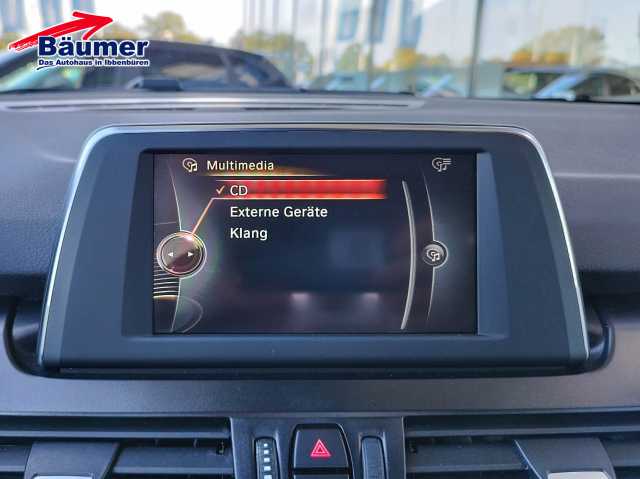 Bäumer
Das Autohaus in Ibbenbüren
Multimedia
CD
Externe Geräte
Klang